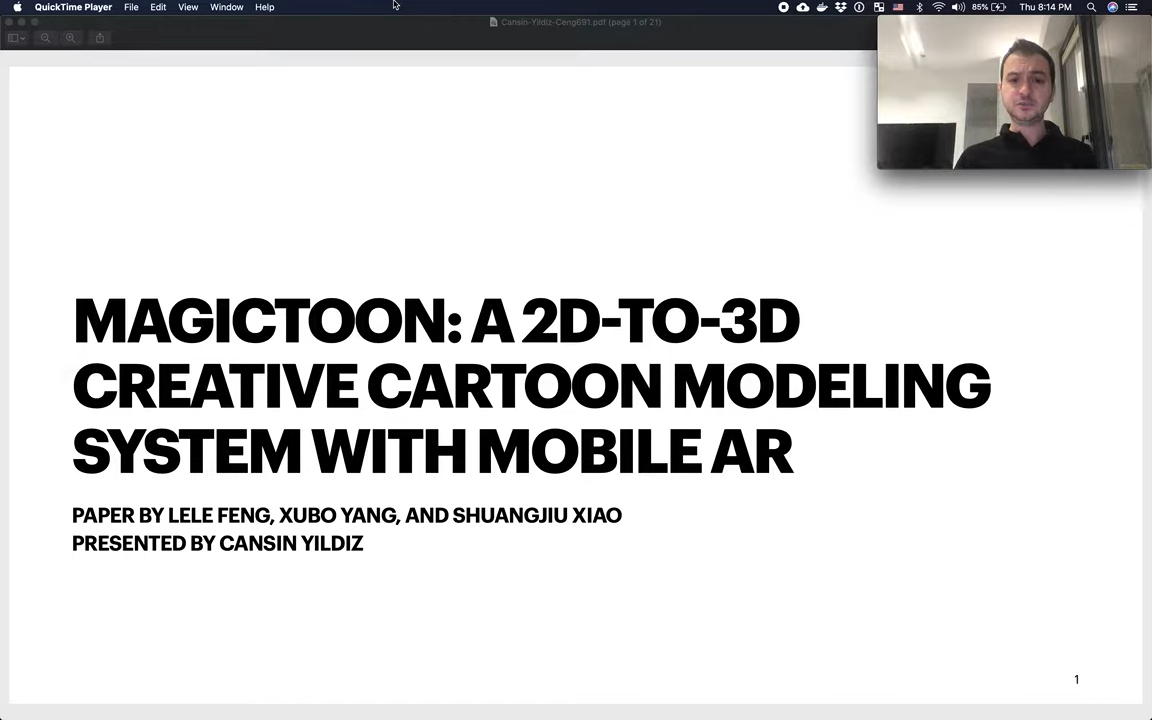 QuickTime Player File Edit View Window Help 85% Thu 8:14 PM
Cansin-Yildiz-Ceng691.pdf (page 1 of 21)
MAGICTOON: A 2D-TO-3D
CREATIVE CARTOON MODELING
SYSTEM WITH MOBILE AR
PAPER BY LELE FENG, XUBO YANG, AND SHUANGJIU XIAO
PRESENTED BY CANSIN YILDIZ
1